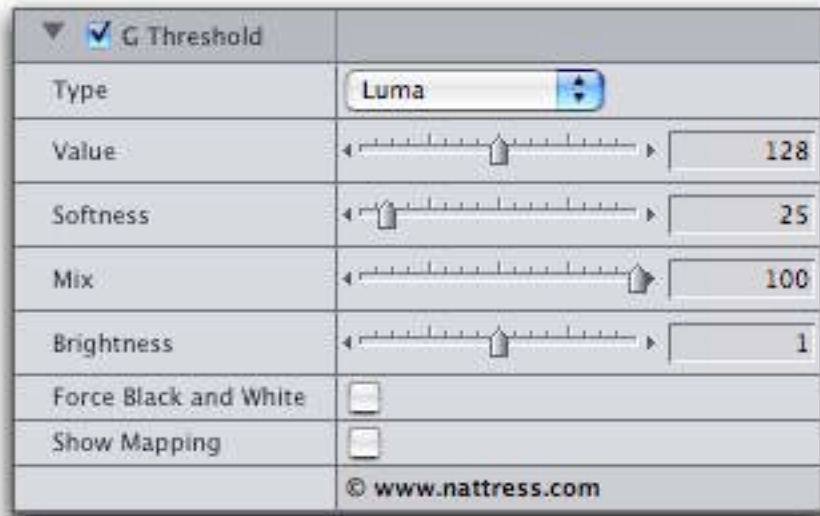 G Threshold
Type Luma
Value 128
Softness 25
Mix 100
Brightness 1
Force Black and White
Show Mapping
© www.nattress.com